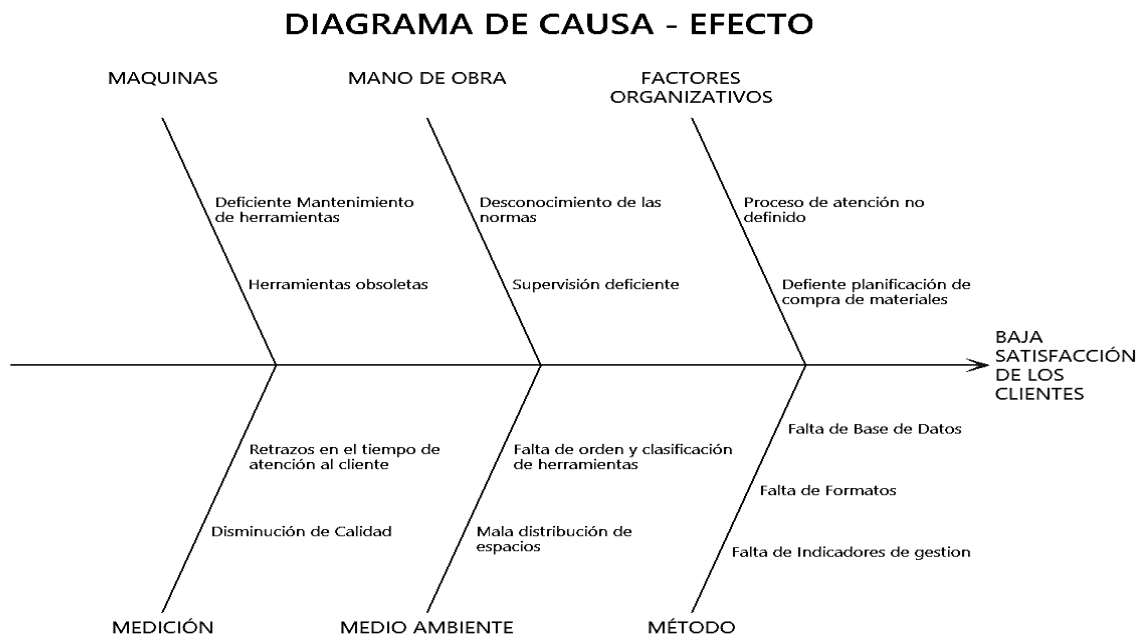 DIAGRAMA DE CAUSA - EFECTO
MAQUINAS
MANO DE OBRA
FACTORES
ORGANIZATIVOS
Deficiente Mantenimiento
de herramientas
Desconocimiento de las
normas
Proceso de atención no
definido
Herramientas obsoletas
Supervisión deficiente
Defiente planificación de
compra de materiales
BAJA
SATISFACCIÓN
DE LOS
CLIENTES
Retrazos en el tiempo de
atención al cliente
Falta de orden y clasificación
de herramientas
Falta de Base de Datos
Falta de Formatos
Disminución de Calidad
Mala distribución de
espacios
Falta de Indicadores de gestion
MEDICIÓN
MEDIO AMBIENTE
MÉTODO